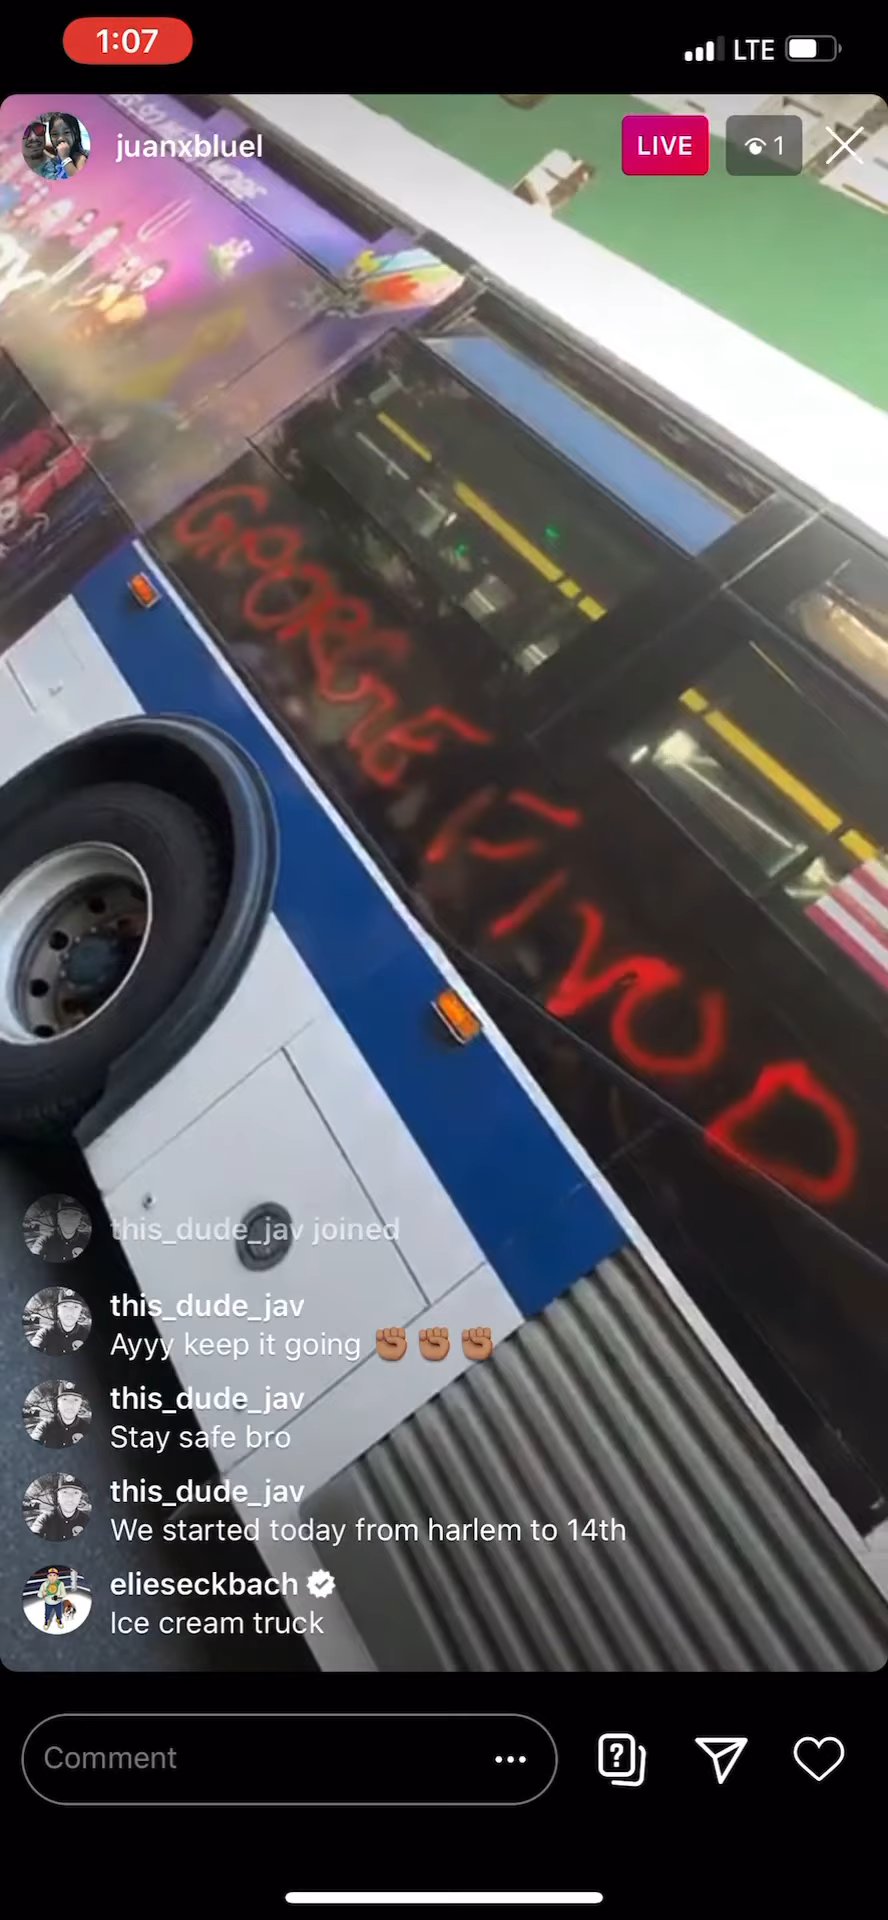 1:07
LTE
juanxbluel
LIVE
1
GEORGE
this_dude_jav joined
this_dude_jav
Ayyy keep it going ✊🏽 ✊🏽 ✊🏽
this_dude_jav
Stay safe bro
this_dude_jav
We started today from harlem to 14th
elieseckbach
Ice cream truck
Comment